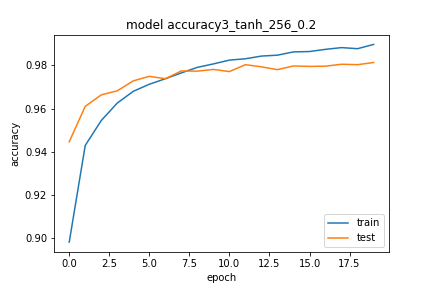 model accuracy3_tanh_256_0.2
accuracy
0.98
0.96
0.94
0.92
0.90
0.0 2.5 5.0 7.5 10.0 12.5 15.0 17.5
epoch
train
test